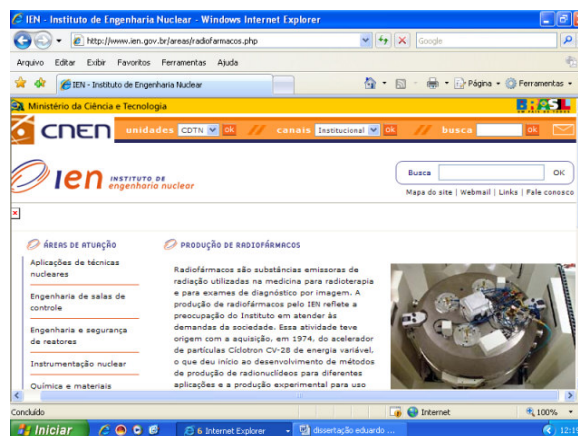 IEN - Instituto de Engenharia Nuclear - Windows Internet Explorer
http://www.ien.gov.br/areas/radiofarmacos.php
Google
Arquivo Editar Exibir Favoritos Ferramentas Ajuda
IEN - Instituto de Engenharia Nuclear
Página Ferramentas
Ministério da Ciência e Tecnologia
BRASIL
CNEN unidades CDTN ok // canais Institucional ok // busca ok
ien INSTITUTO DE
engenharia nuclear
Busca OK
Mapa do site | Webmail | Links | Fale conosco
ÁREAS DE ATUAÇÃO
Aplicações de técnicas
nucleares
Engenharia de salas de
controle
Engenharia e segurança
de reatores
Instrumentação nuclear
Química e materiais
PRODUÇÃO DE RADIOFÁRMACOS
Radiofármacos são substâncias emissoras de
radiação utilizadas na medicina para radioterapia
e para exames de diagnóstico por imagem. A
produção de radiofármacos pelo IEN reflete a
preocupação do Instituto em atender às
demandas da sociedade. Essa atividade teve
origem com a aquisição, em 1974, do acelerador
de partículas Cíclotron CV-28 de energia variável,
o que deu início ao desenvolvimento de métodos
de produção de radionuclídeos para diferentes
aplicações e a produção experimental para uso
Concluído
Internet
100%
Iniciar
6 Internet Explorer
dissertação eduardo ...